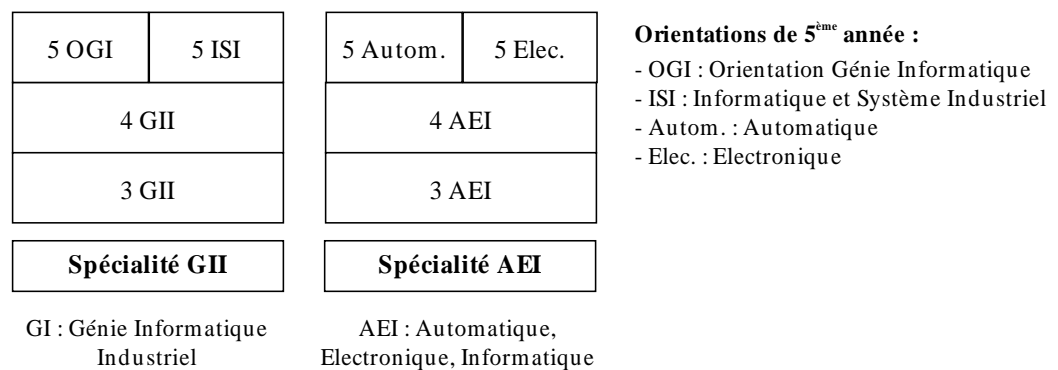 5 OGI 5 ISI
4 GII
3 GII
Spécialité GII
GI : Génie Informatique
Industriel
5 Autom. 5 Elec.
4 AEI
3 AEI
Spécialité AEI
AEI : Automatique,
Electronique, Informatique
Orientations de 5ème année :
- OGI : Orientation Génie Informatique
- ISI : Informatique et Système Industriel
- Autom. : Automatique
- Elec. : Electronique